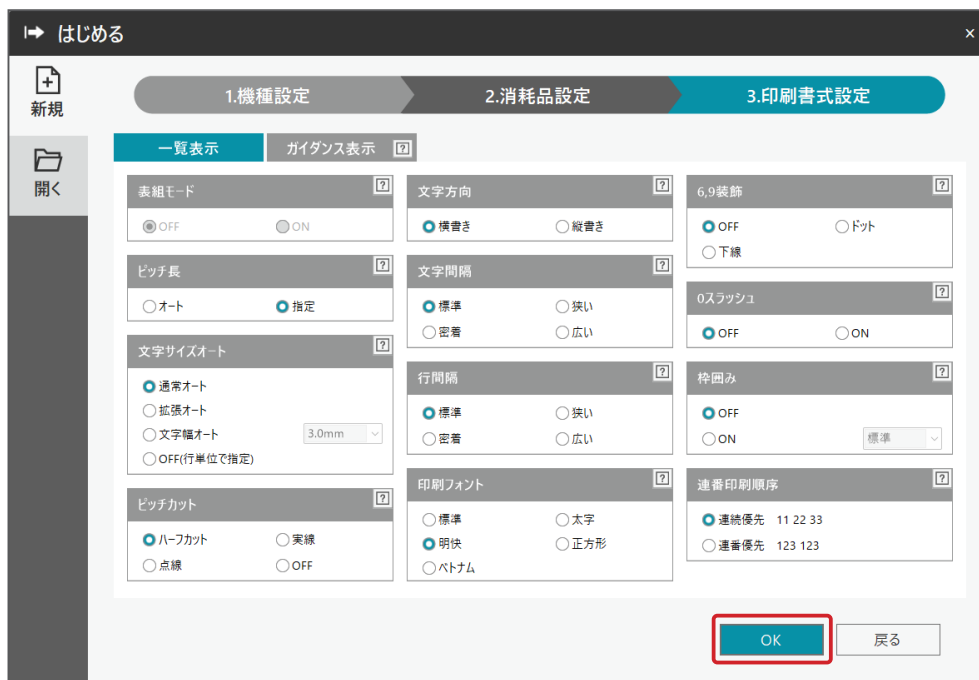 はじめる
×
新規
開く
1.機種設定
2.消耗品設定
3.印刷書式設定
一覧表示
ガイダンス表示 ?
表組モード ?
OFF ON
ピッチ長 ?
オート 指定
文字サイズオート ?
通常オート
拡張オート
文字幅オート 3.0mm
OFF(行単位で指定)
ピッチカット ?
ハーフカット 実線
点線 OFF
文字方向 ?
横書き 縦書き
文字間隔 ?
標準 狭い
密着 広い
行間隔 ?
標準 狭い
密着 広い
印刷フォント ?
標準 太字
明快 正方形
ベトナム
6,9装飾 ?
OFF ドット
下線
0スラッシュ ?
OFF ON
枠囲み ?
OFF
ON 標準
連番印刷順序 ?
連続優先 11 22 33
連番優先 123 123
OK
戻る